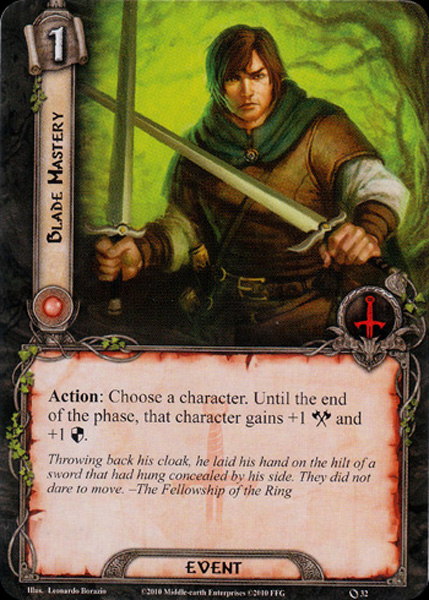 1
BLADE MASTERY
Action: Choose a character. Until the end
of the phase, that character gains +1 and
+1 .
Throwing back his cloak, he laid his hand on the hilt of a
sword that had hung concealed by his side. They did not
dare to move. –The Fellowship of the Ring
EVENT
Illus. Leonardo Borazio ©2010 Middle-earth Enterprises ©2010 FFG 32